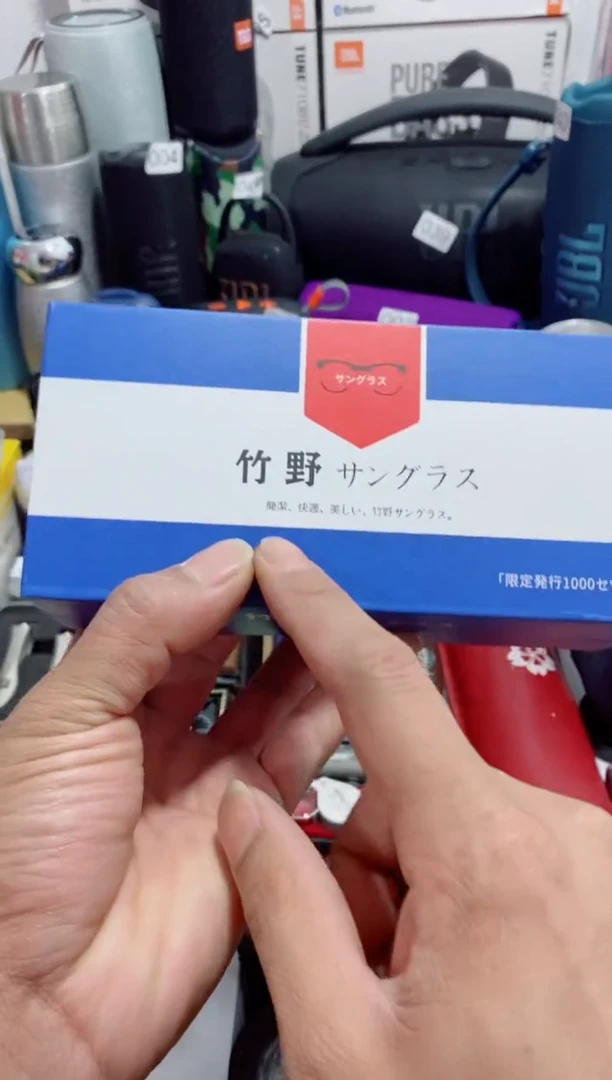 Bluetooth
JBL
TUNE
PURE
004
JBL
サングラス
竹野 サングラス
簡潔、快適、美しい、竹野サングラス。
「限定発行1000セ